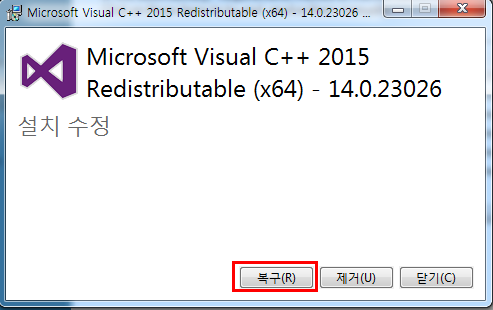 Microsoft Visual C++ 2015 Redistributable (x64) - 14.0.23026 ...
Microsoft Visual C++ 2015
Redistributable (x64) - 14.0.23026
설치 수정
복구(R) 제거(U) 닫기(C)